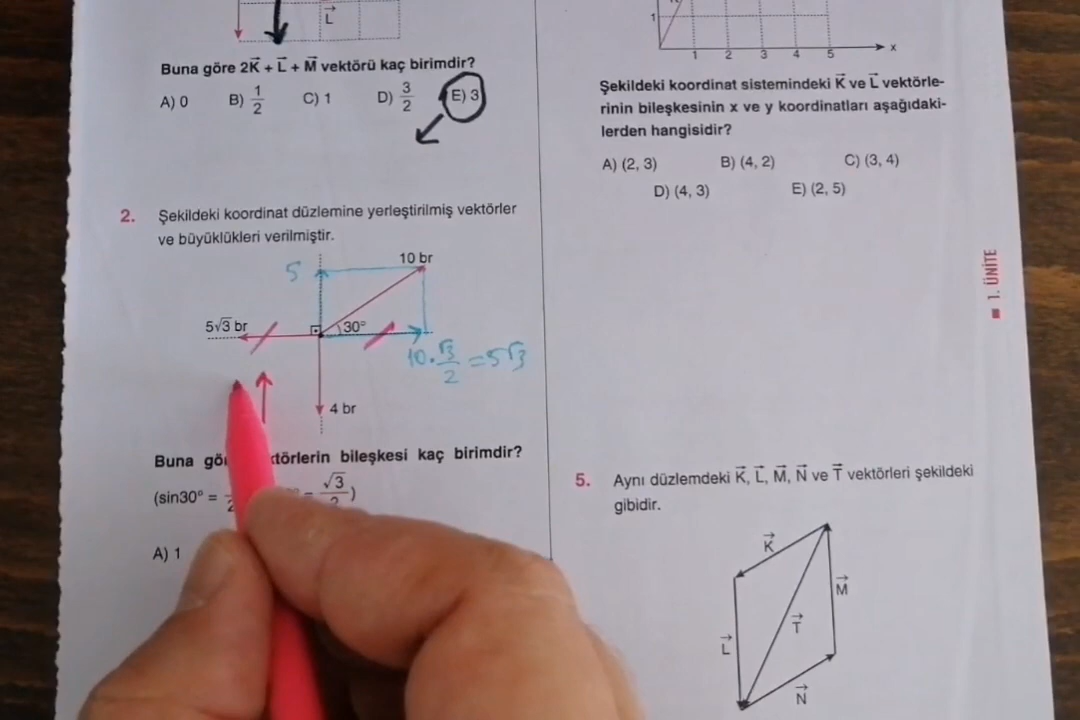 L
Buna göre 2K + L + M vektörü kaç birimdir?
A) 0 B) 1/2 C) 1 D) 3/2 E) 3
2. Şekildeki koordinat düzlemine yerleştirilmiş vektörler
ve büyüklükleri verilmiştir.
5
10 br
5√3 br
30°
10.√3/2 = 5√3
4 br
Buna vektörlerin bileşkesi kaç birimdir?
(sin30° = √3/2)
A) 1
1
1 2 3 4 5 x
Şekildeki koordinat sistemindeki K ve L vektörle-
rinin bileşkesinin x ve y koordinatları aşağıdaki-
lerden hangisidir?
A) (2, 3) B) (4, 2) C) (3, 4)
D) (4, 3) E) (2, 5)
1. ÜNİTE
5. Aynı düzlemdeki K, L, M, N ve T vektörleri şekildeki
gibidir.
K
M
T
L
N